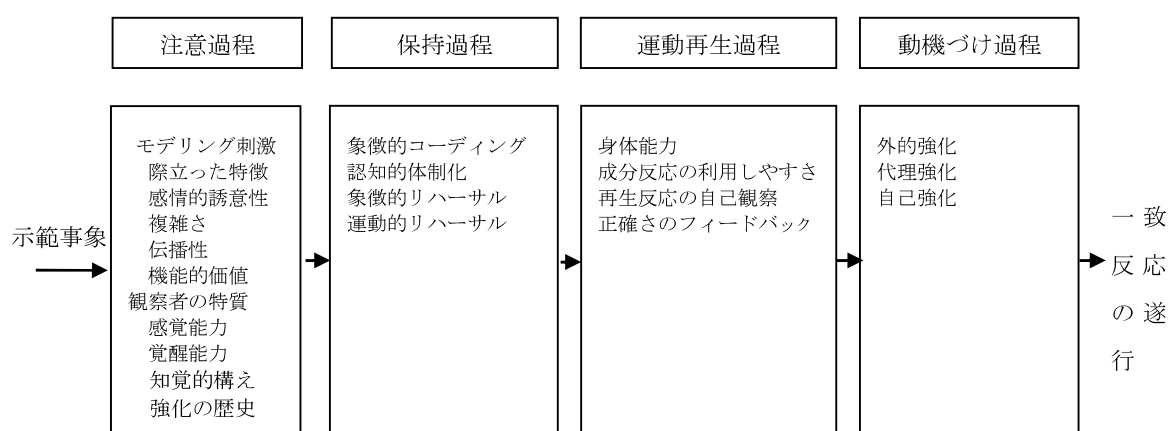 注意過程
保持過程
運動再生過程
動機づけ過程
示範事象
モデリング刺激
際立った特徴
感情的誘意性
複雑さ
伝播性
機能的価値
観察者の特質
感覚能力
覚醒能力
知覚的構え
強化の歴史
象徴的コーディング
認知的体制化
象徴的リハーサル
運動的リハーサル
身体能力
成分反応の利用しやすさ
再生反応の自己観察
正確さのフィードバック
外的強化
代理強化
自己強化
一致
反応
の遂
行